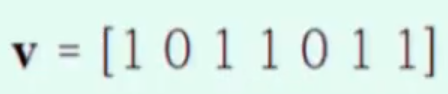 v = [1 0 1 1 0 1 1]